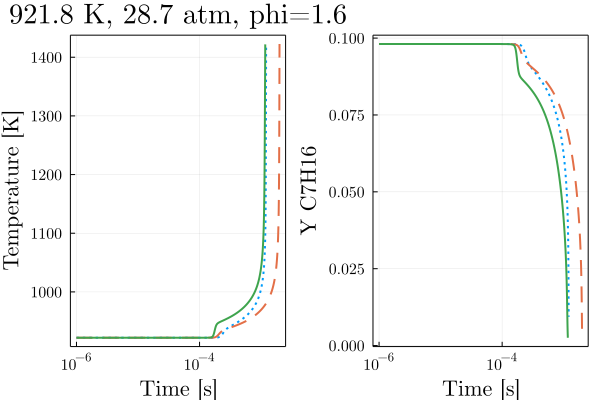 921.8 K, 28.7 atm, phi=1.6
Temperature [K]
1400
1300
1200
1100
1000
10⁻⁶
10⁻⁴
Time [s]
Y C7H16
0.100
0.075
0.050
0.025
0.000
10⁻⁶
10⁻⁴
Time [s]